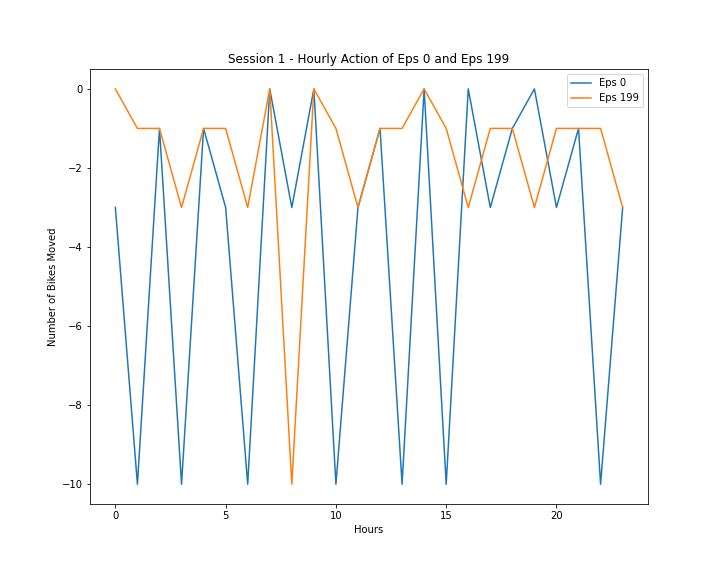 Session 1 - Hourly Action of Eps 0 and Eps 199
Eps 0
Eps 199
0
−2
−4
−6
−8
−10
Number of Bikes Moved
0 5 10 15 20
Hours